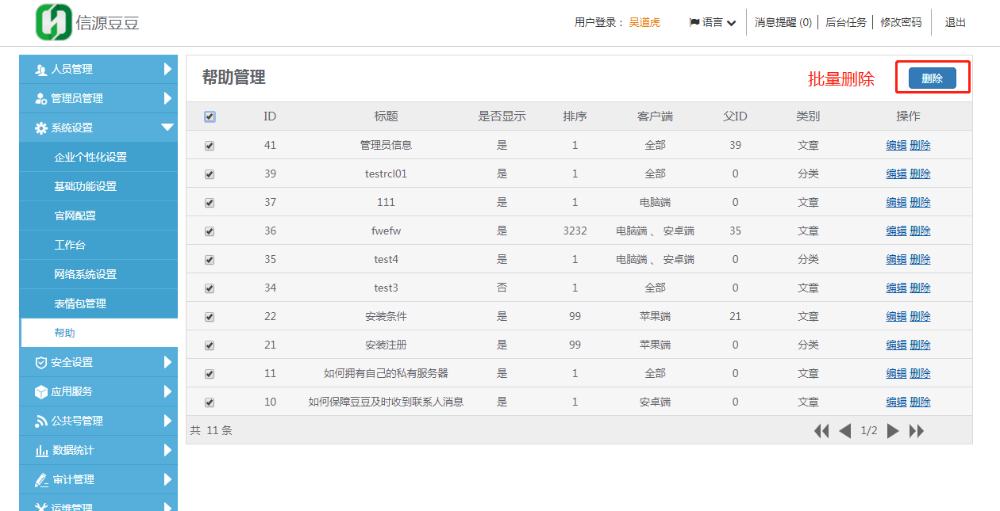 信源豆豆
用户登录： 吴道虎 语言 消息提醒 (0) 后台任务 修改密码 退出
人员管理
管理员管理
系统设置
企业个性化设置
基础功能设置
官网配置
工作台
网络系统设置
表情包管理
帮助
安全设置
应用服务
公共号管理
数据统计
审计管理
运维管理
帮助管理 批量删除 删除
ID 标题 是否显示 排序 客户端 父ID 类别 操作
41 管理员信息 是 1 全部 39 文章 编辑 删除
39 testrcl01 是 1 全部 0 分类 编辑 删除
37 111 是 1 电脑端 0 文章 编辑 删除
36 fwefw 是 3232 电脑端 、 安卓端 35 文章 编辑 删除
35 test4 是 1 电脑端 、 安卓端 0 分类 编辑 删除
34 test3 否 1 全部 0 文章 编辑 删除
22 安装条件 是 99 苹果端 21 文章 编辑 删除
21 安装注册 是 99 苹果端 0 分类 编辑 删除
11 如何拥有自己的私有服务器 是 1 全部 0 文章 编辑 删除
10 如何保障豆豆及时收到联系人消息 是 1 安卓端 0 文章 编辑 删除
共 11 条 1/2